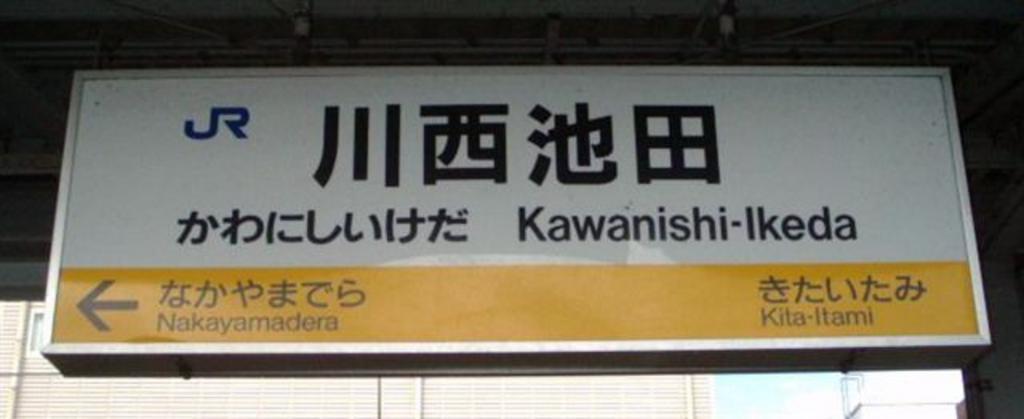 JR 川西池田
かわにしいけだ Kawanishi-Ikeda
← なかやまでら きたいたみ
Nakayamadera Kita-Itami